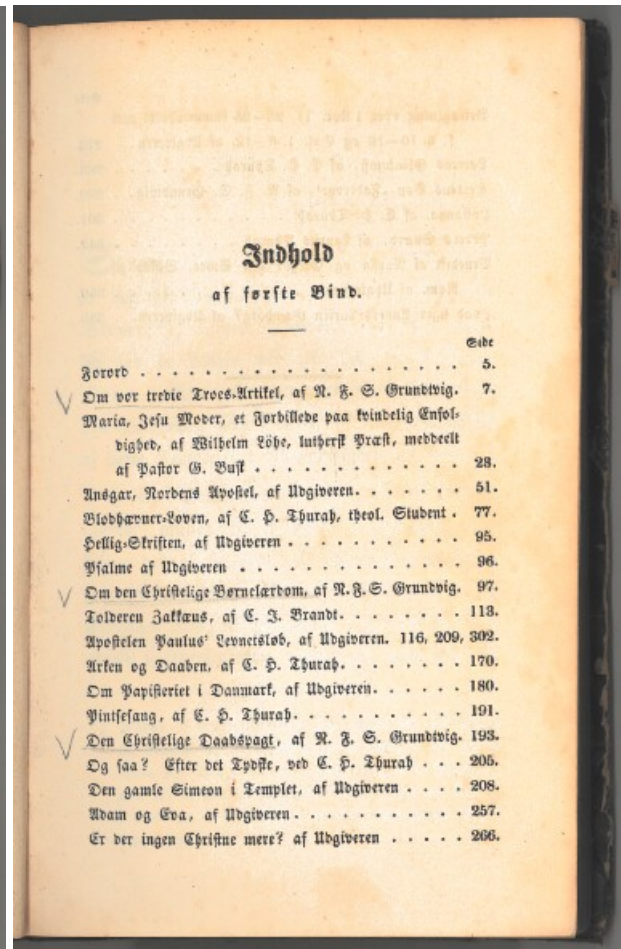 Indhold
af første Bind.
Side
Forord . . . . . . . . . . . . . . . . . . . . 5.
Om vor tredie Troes-Artikel, af N. F. S. Grundtvig. 7.
Maria, Jesu Moder, et Forbillede paa kvindelig Enfol-
dighed, af Wilhelm Löhe, luthersk Præst, meddeelt
af Pastor G. Busk . . . . . . . . . . . . . 23.
Ansgar, Nordens Apostel, af Udgiveren. . . . . . . 51.
Blodhævner-Loven, af C. H. Thurah, theol. Student . 77.
Hellig-Skriften, af Udgiveren . . . . . . . . . . . 95.
Psalme af Udgiveren . . . . . . . . . . . . . . 96.
Om den Christelige Børnelærdom, af N. F. S. Grundtvig. 97.
Tolderen Zakkæus, af C. J. Brandt. . . . . . . . . 113.
Apostelen Paulus' Levnetsløb, af Udgiveren. 116, 209, 302.
Arken og Daaben, af C. H. Thurah. . . . . . . . . 170.
Om Papisteriet i Danmark, af Udgiveren. . . . . . 180.
Pintsesang, af C. H. Thurah. . . . . . . . . . . . 191.
Den Christelige Daabspagt, af N. F. S. Grundtvig. 193.
Og saa? Efter det Tydske, ved C. H. Thurah . . . 205.
Den gamle Simeon i Templet, af Udgiveren . . . . 208.
Adam og Eva, af Udgiveren. . . . . . . . . . . . 257.
Er der ingen Christne mere? af Udgiveren . . . . . 266.